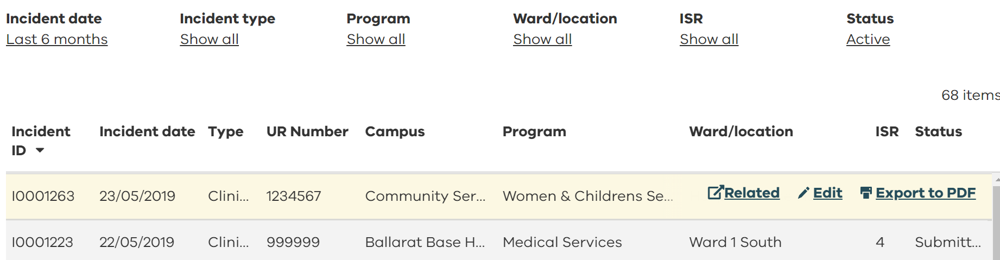 Incident date Incident type Program Ward/location ISR Status
Last 6 months Show all Show all Show all Show all Active
68 items
Incident ID Incident date Type UR Number Campus Program Ward/location ISR Status
I0001263 23/05/2019 Clini... 1234567 Community Ser... Women & Childrens Se... Related Edit Export to PDF
I0001223 22/05/2019 Clini... 999999 Ballarat Base H... Medical Services Ward 1 South 4 Submitt...